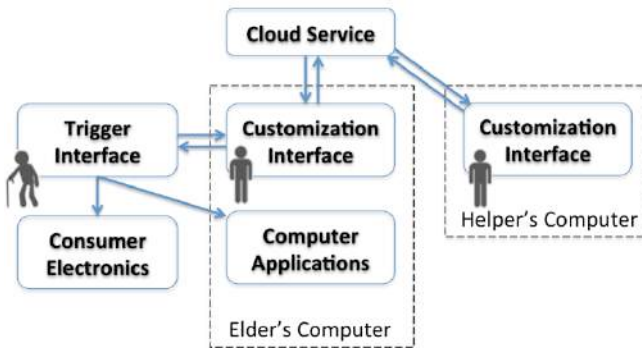 Cloud Service
Trigger
Interface
Customization
Interface
Customization
Interface
Consumer
Electronics
Computer
Applications
Helper's Computer
Elder's Computer